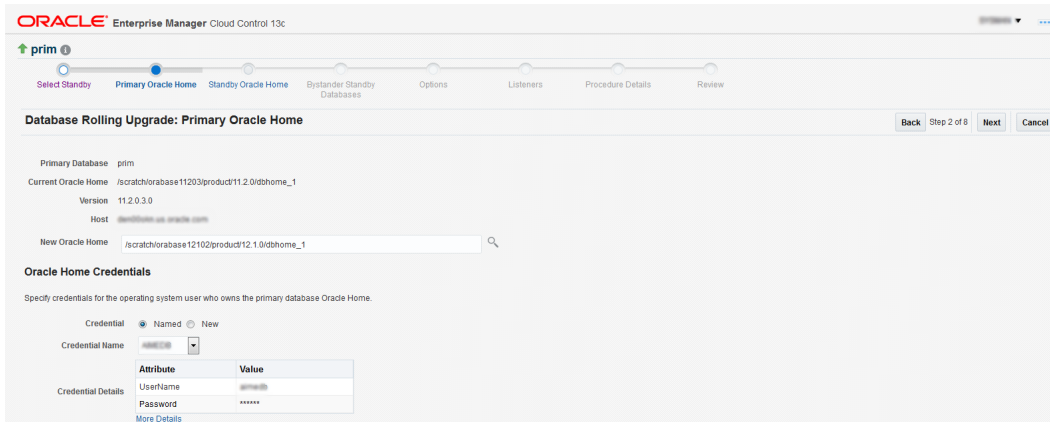 ORACLE® Enterprise Manager Cloud Control 13c
prim
Select Standby Primary Oracle Home Standby Oracle Home Bystander Standby Options Listeners Procedure Details Review
Databases
Database Rolling Upgrade: Primary Oracle Home Back Step 2 of 8 Next Cancel
Primary Database prim
Current Oracle Home /scratch/orabase11203/product/11.2.0/dbhome_1
Version 11.2.0.3.0
Host
New Oracle Home /scratch/orabase12102/product/12.1.0/dbhome_1
Oracle Home Credentials
Specify credentials for the operating system user who owns the primary database Oracle Home.
Credential Named New
Credential Name
Attribute Value
Credential Details UserName
Password ******
More Details